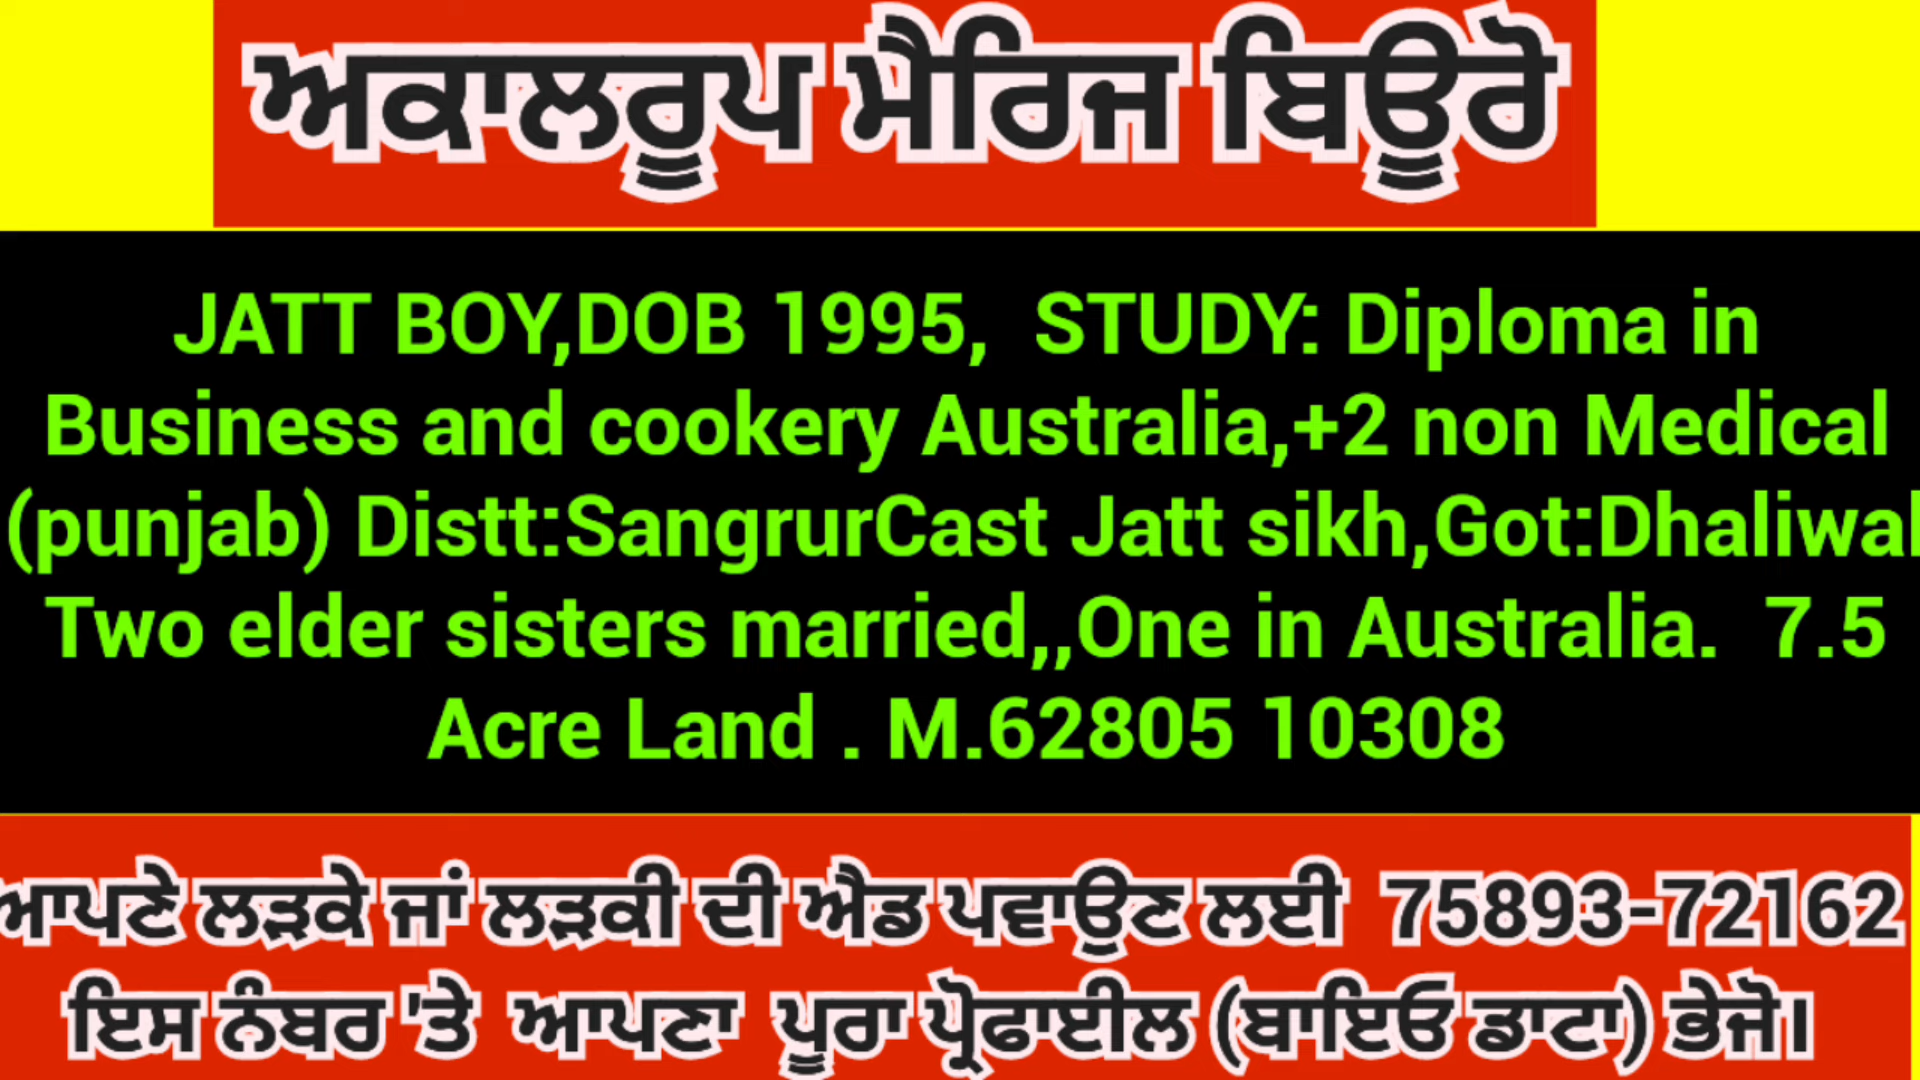 ਅਕਾਲਰੂਪ ਮੈਰਿਜ ਬਿਊਰੋ
JATT BOY,DOB 1995, STUDY: Diploma in
Business and cookery Australia,+2 non Medical
(punjab) Distt:SangrurCast Jatt sikh,Got:Dhaliwal
Two elder sisters married,,One in Australia. 7.5
Acre Land . M.62805 10308
ਆਪਣੇ ਲੜਕੇ ਜਾਂ ਲੜਕੀ ਦੀ ਐਡ ਪਵਾਉਣ ਲਈ 75893-72162
ਇਸ ਨੰਬਰ 'ਤੇ ਆਪਣਾ ਪੂਰਾ ਪ੍ਰੋਫਾਈਲ (ਬਾਇਓ ਡਾਟਾ) ਭੇਜੋ।